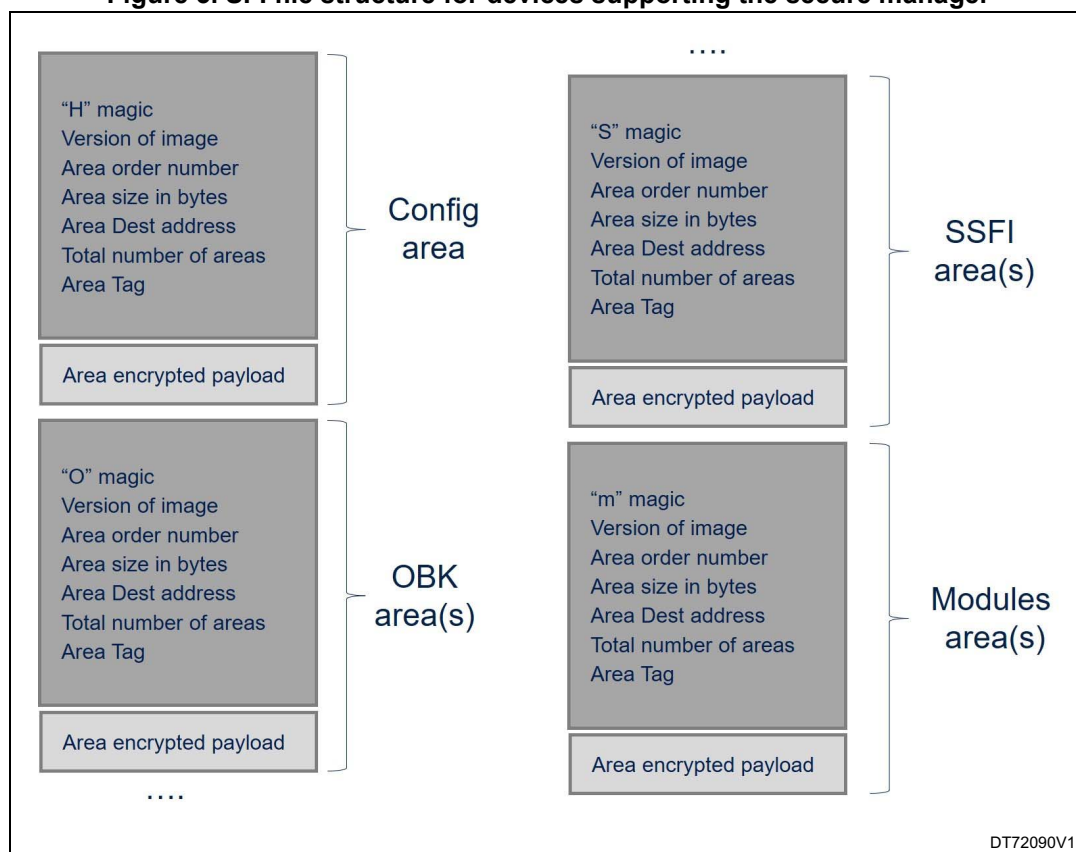 Figure SFI file structure for devices supporting the secure manager
“H” magic
Version of image
Area order number
Area size in bytes
Area Dest address
Total number of areas
Area Tag
Area encrypted payload
Config
area
“O” magic
Version of image
Area order number
Area size in bytes
Area Dest address
Total number of areas
Area Tag
Area encrypted payload
OBK
area(s)
....
....
“S” magic
Version of image
Area order number
Area size in bytes
Area Dest address
Total number of areas
Area Tag
Area encrypted payload
SSFI
area(s)
“m” magic
Version of image
Area order number
Area size in bytes
Area Dest address
Total number of areas
Area Tag
Area encrypted payload
Modules
area(s)
DT72090V1